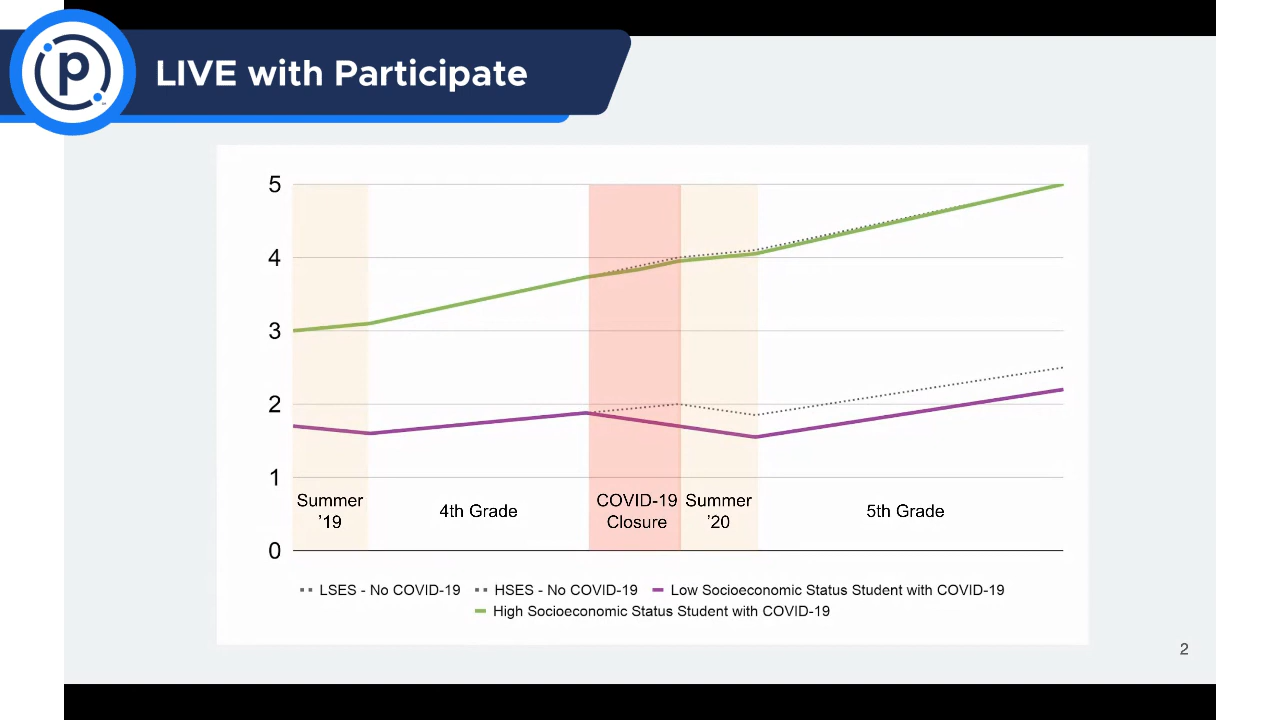 p
LIVE with Participate
5
4
3
2
1
0
Summer
’19
4th Grade
COVID-19
Closure
Summer
’20
5th Grade
LSES - No COVID-19
HSES - No COVID-19
Low Socioeconomic Status Student with COVID-19
High Socioeconomic Status Student with COVID-19
2